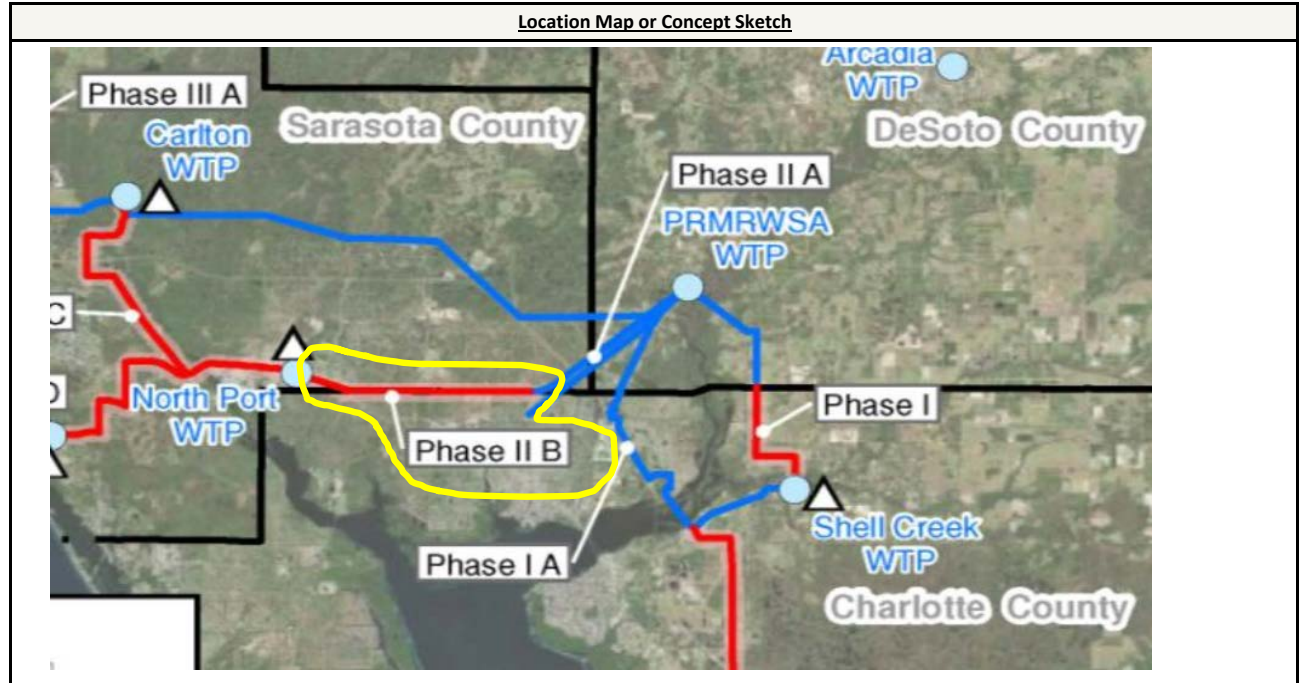 Location Map or Concept Sketch
Arcadia
WTP
Phase III A
Carlton
WTP
Sarasota County
DeSoto County
Phase II A
PRMRWSA
WTP
C
North Port
WTP
D
Phase I
Phase II B
Shell Creek
WTP
Phase I A
Charlotte County